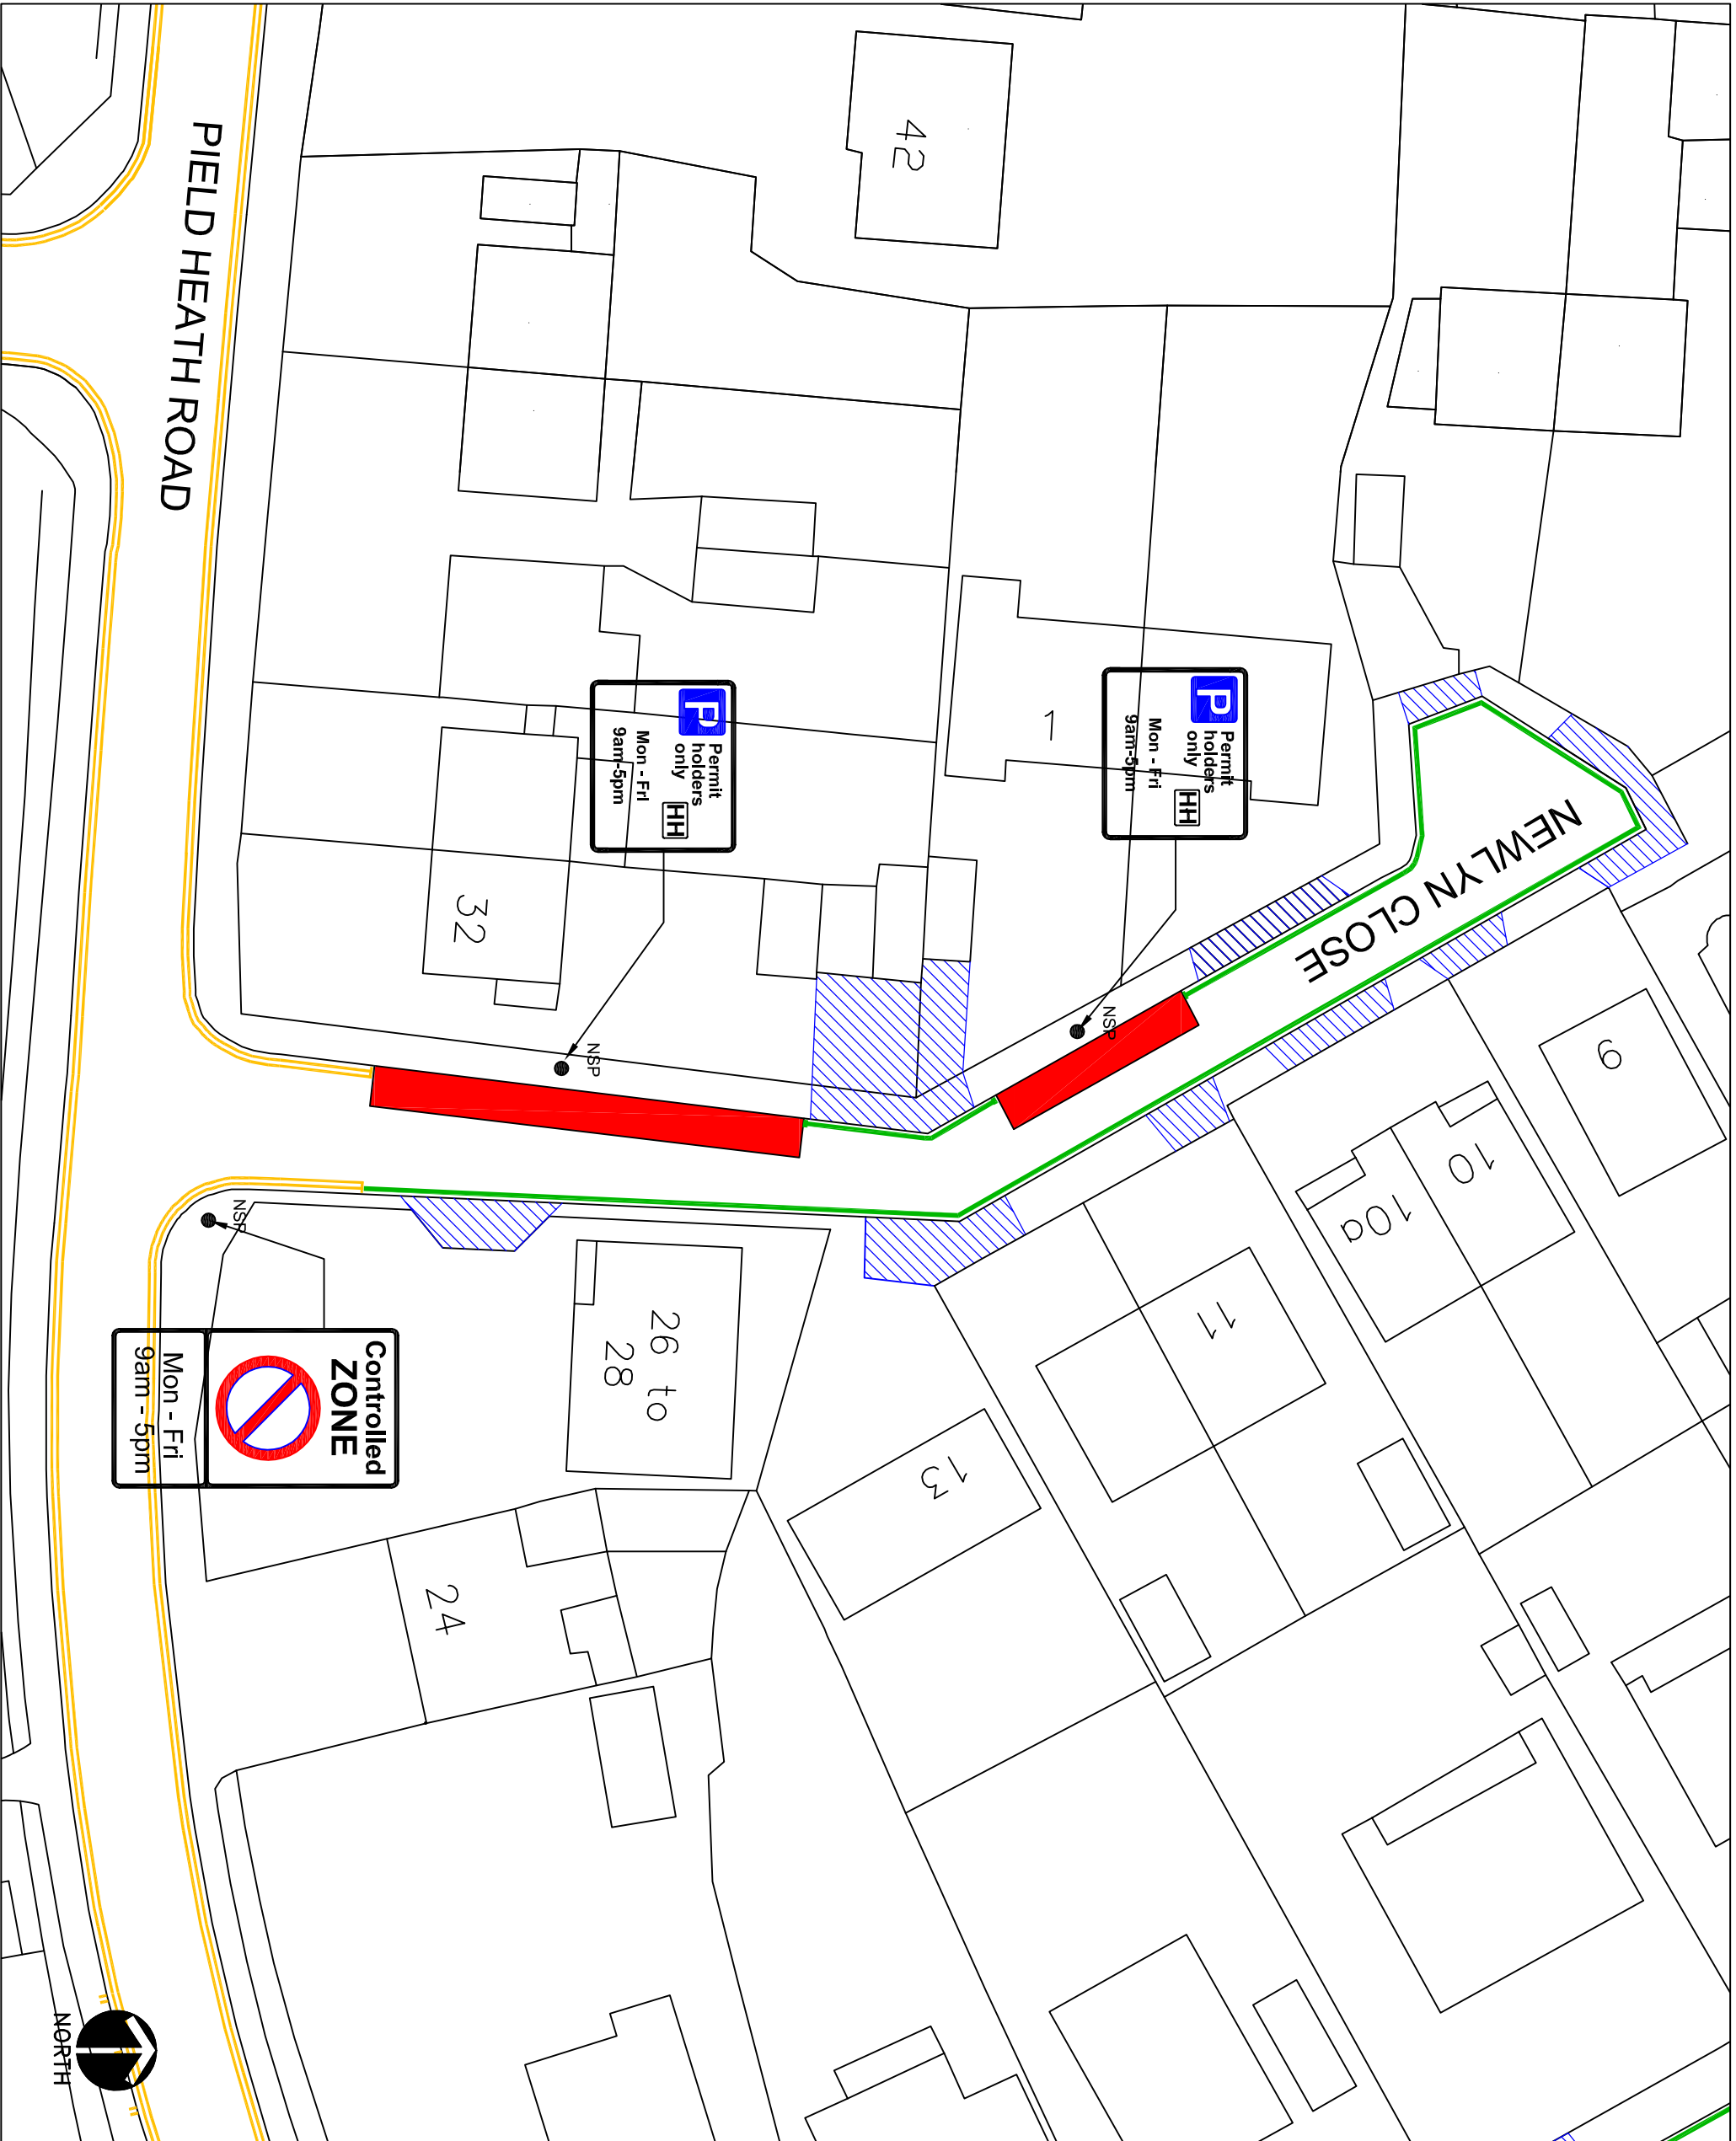 NEWLYN CLOSE
9
10
10a
11
P Permit
holders
only HH
Mon - Fri
9am-5pm
1
NSP
13
42
P Permit
holders
only HH
Mon - Fri
9am-5pm
26 to
28
NSP
32
24
Controlled
ZONE
Mon - Fri
9am - 5pm
NSP
PIELD HEATH ROAD
NORTH